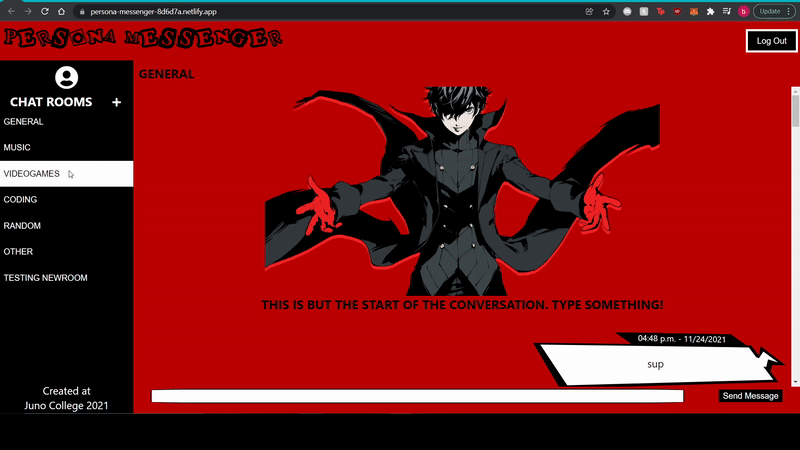 persona-messenger-8d6d7a.netlify.app
Update
PERSONA MESSENGER
Log Out
CHAT ROOMS +
GENERAL
MUSIC
VIDEOGAMES
CODING
RANDOM
OTHER
TESTING NEWROOM
Created at
Juno College 2021
GENERAL
THIS IS BUT THE START OF THE CONVERSATION. TYPE SOMETHING!
04:48 p.m. - 11/24/2021
sup
Send Message